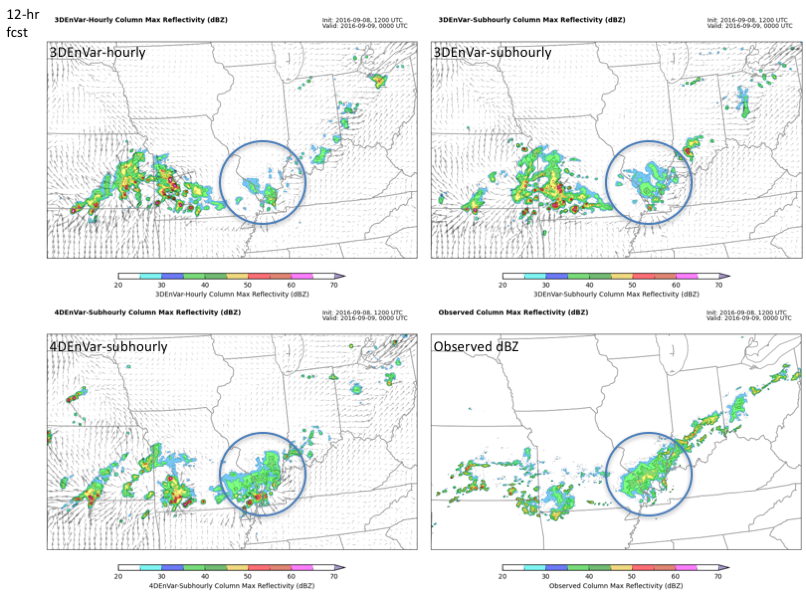 12-hr
fcst
3DEnVar-Hourly Column Max Reflectivity (dBZ)
Init: 2016-09-08, 1200 UTC
Valid: 2016-09-09, 0000 UTC
3DEnVar-hourly
20 30 40 50 60 70
3DEnVar-Hourly Column Max Reflectivity (dBZ)
3DEnVar-Subhourly Column Max Reflectivity (dBZ)
Init: 2016-09-08, 1200 UTC
Valid: 2016-09-09, 0000 UTC
3DEnVar-subhourly
20 30 40 50 60 70
3DEnVar-Subhourly Column Max Reflectivity (dBZ)
4DEnVar-Subhourly Column Max Reflectivity (dBZ)
Init: 2016-09-08, 1200 UTC
Valid: 2016-09-09, 0000 UTC
4DEnVar-subhourly
20 30 40 50 60 70
4DEnVar-Subhourly Column Max Reflectivity (dBZ)
Observed Column Max Reflectivity (dBZ)
Init: 2016-09-08, 1200 UTC
Valid: 2016-09-09, 0000 UTC
Observed dBZ
20 30 40 50 60 70
Observed Column Max Reflectivity (dBZ)